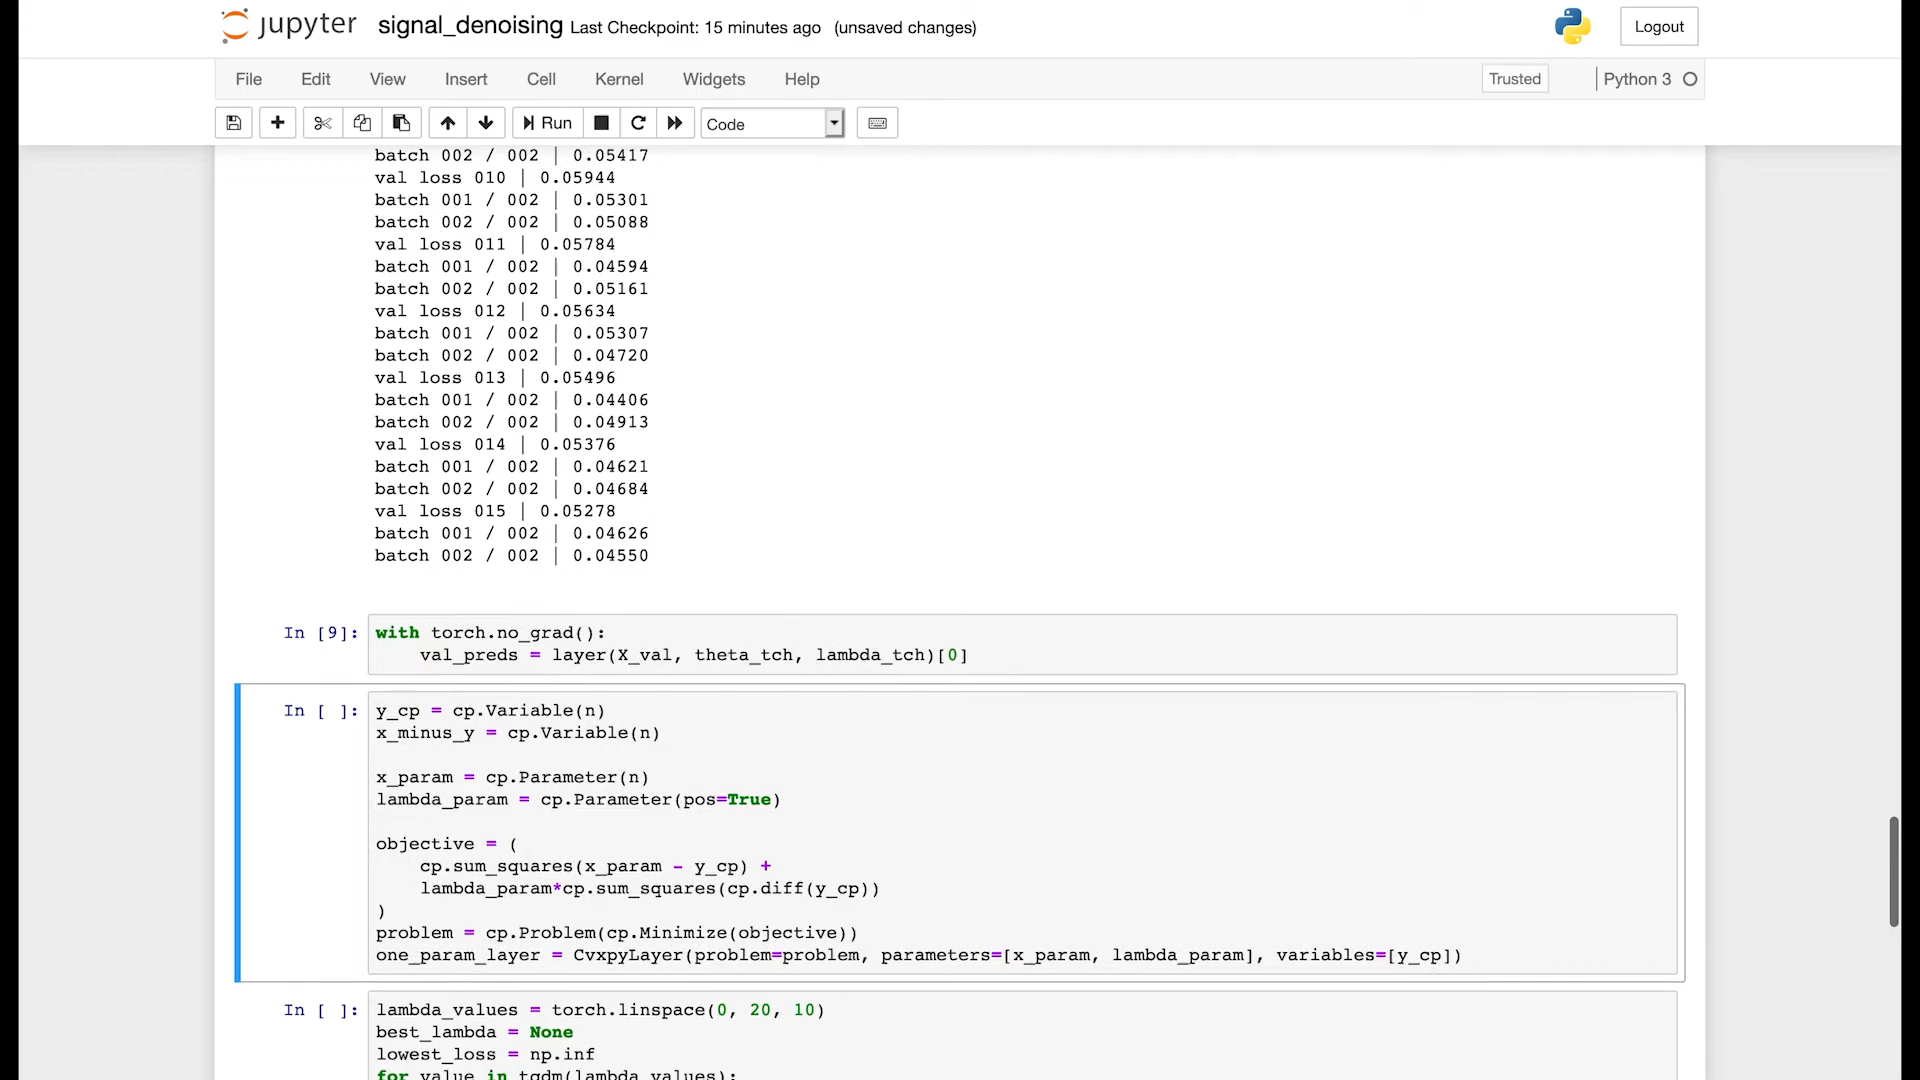 jupyter signal_denoising Last Checkpoint: 15 minutes ago (unsaved changes) Logout
File Edit View Insert Cell Kernel Widgets Help Trusted Python 3
Run Code
batch 002 / 002 | 0.05417
val loss 010 | 0.05944
batch 001 / 002 | 0.05301
batch 002 / 002 | 0.05088
val loss 011 | 0.05784
batch 001 / 002 | 0.04594
batch 002 / 002 | 0.05161
val loss 012 | 0.05634
batch 001 / 002 | 0.05307
batch 002 / 002 | 0.04720
val loss 013 | 0.05496
batch 001 / 002 | 0.04406
batch 002 / 002 | 0.04913
val loss 014 | 0.05376
batch 001 / 002 | 0.04621
batch 002 / 002 | 0.04684
val loss 015 | 0.05278
batch 001 / 002 | 0.04626
batch 002 / 002 | 0.04550
In [9]: with torch.no_grad():
val_preds = layer(X_val, theta_tch, lambda_tch)[0]
In [ ]: y_cp = cp.Variable(n)
x_minus_y = cp.Variable(n)
x_param = cp.Parameter(n)
lambda_param = cp.Parameter(pos=True)
objective = (
cp.sum_squares(x_param - y_cp) +
lambda_param*cp.sum_squares(cp.diff(y_cp))
)
problem = cp.Problem(cp.Minimize(objective))
one_param_layer = CvxpyLayer(problem=problem, parameters=[x_param, lambda_param], variables=[y_cp])
In [ ]: lambda_values = torch.linspace(0, 20, 10)
best_lambda = None
lowest_loss = np.inf
for value in tqdm(lambda_values):